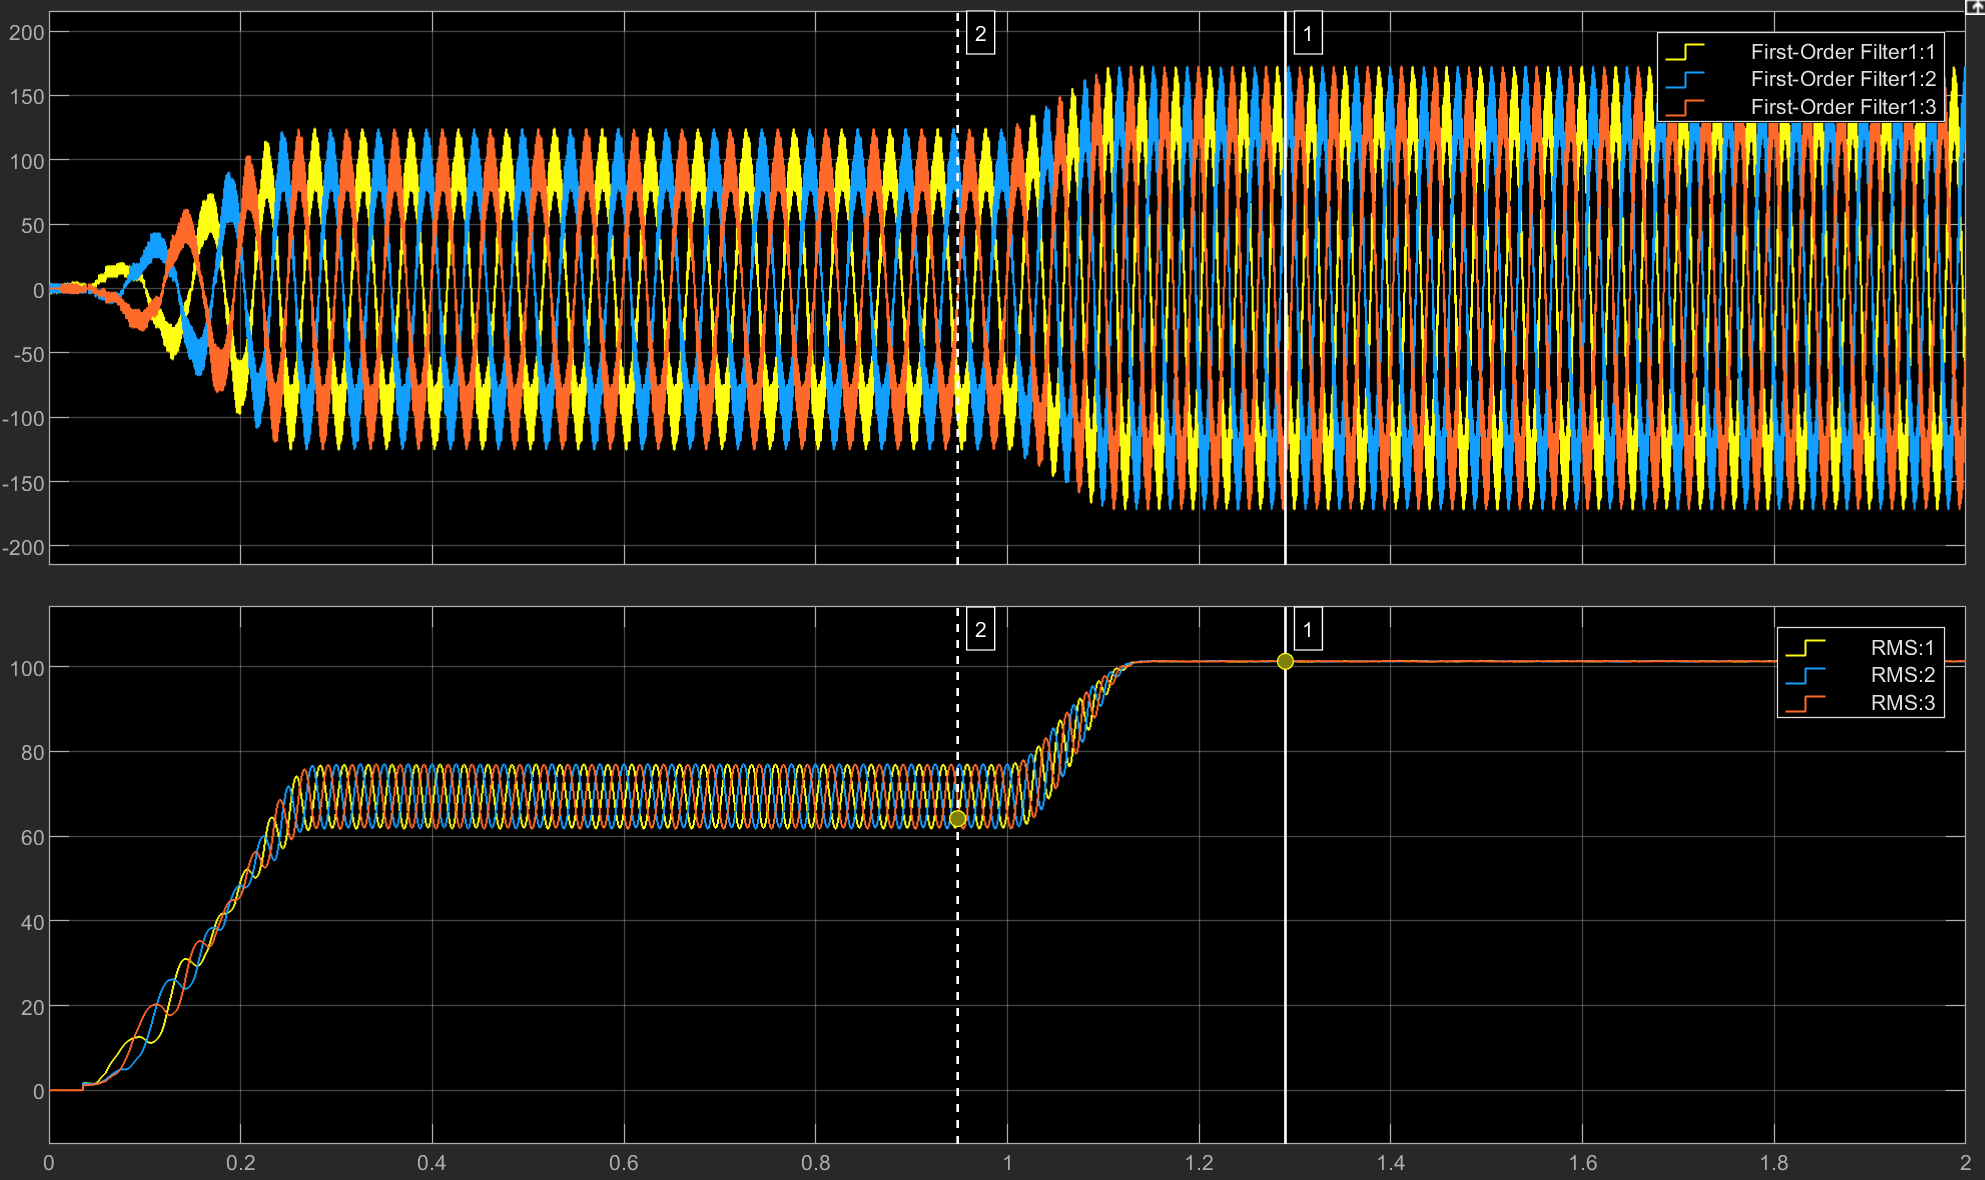 200
150
100
50
0
-50
-100
-150
-200
2
1
First-Order Filter1:1
First-Order Filter1:2
First-Order Filter1:3
100
80
60
40
20
0
2
1
RMS:1
RMS:2
RMS:3
0 0.2 0.4 0.6 0.8 1 1.2 1.4 1.6 1.8 2